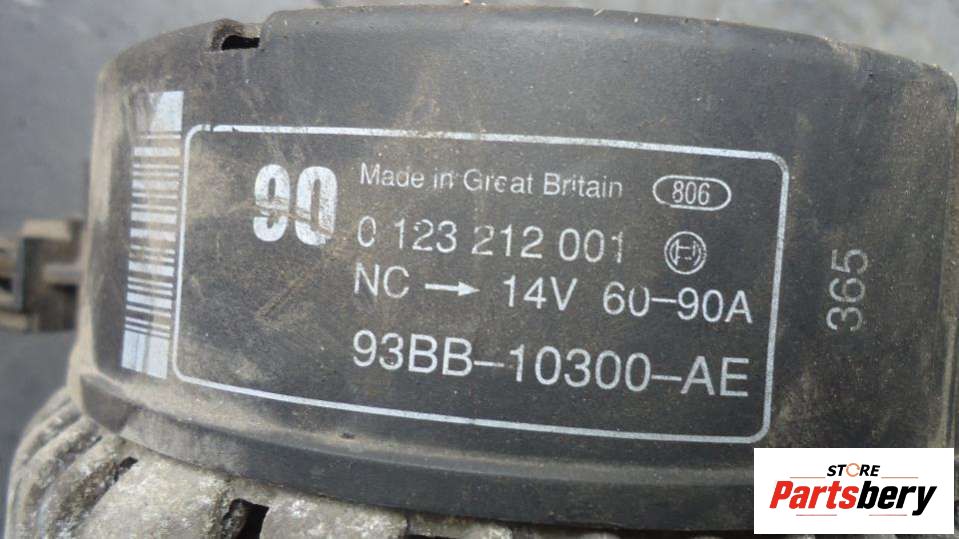 90
Made in Great Britain 806
0 123 212 001
NC → 14V 60-90A
93BB-10300-AE
365
STORE
Partsbery